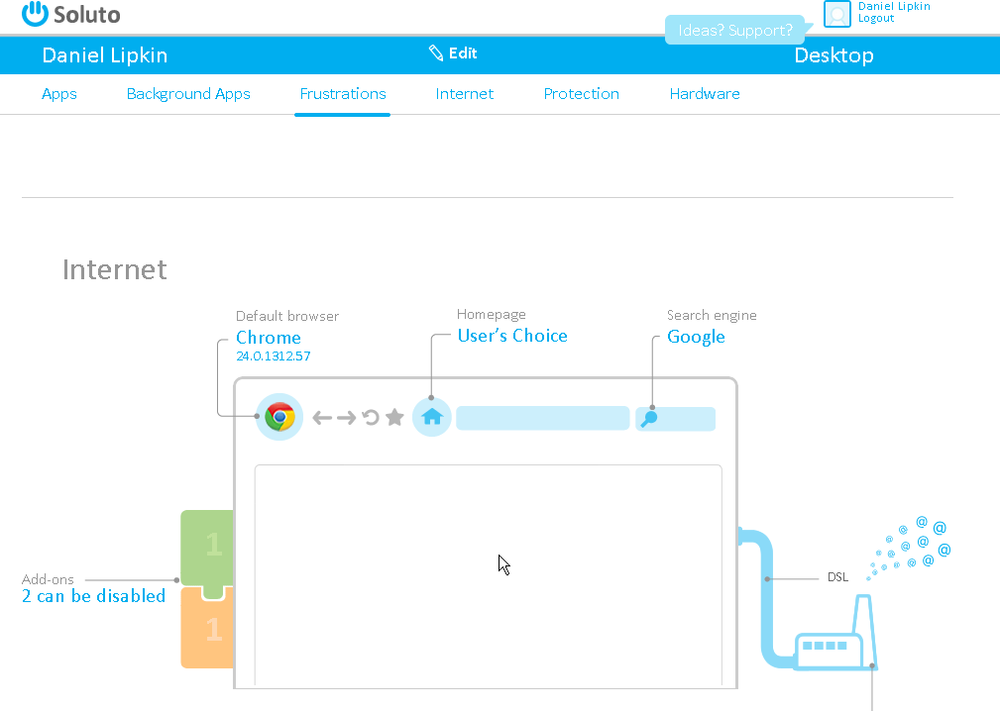 Soluto
Daniel Lipkin
Logout
Ideas? Support?
Daniel Lipkin
Edit
Desktop
Apps
Background Apps
Frustrations
Internet
Protection
Hardware
Internet
Default browser
Chrome
24.0.1312.57
Homepage
User's Choice
Search engine
Google
1
Add-ons
2 can be disabled
1
DSL
@ @ @ @ @ @ @ @ @ @ @ @ @ @ @